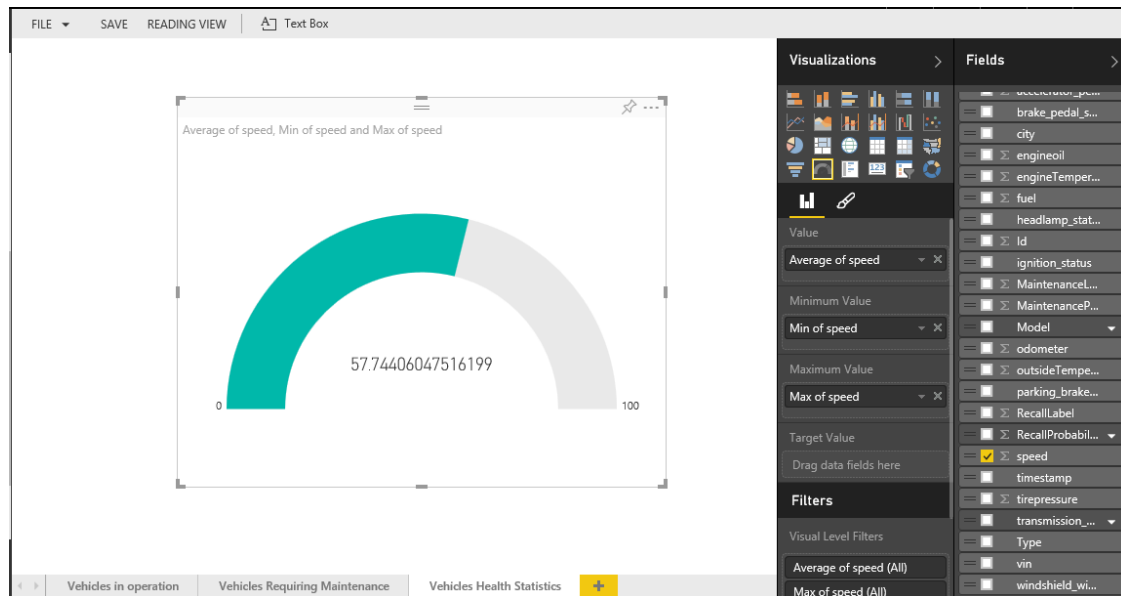 FILE SAVE READING VIEW Text Box
Average of speed, Min of speed and Max of speed
57.74406047516199
0
100
Vehicles in operation Vehicles Requiring Maintenance Vehicles Health Statistics +
Visualizations
123
Value
Average of speed
Minimum Value
Min of speed
Maximum Value
Max of speed
Target Value
Drag data fields here
Filters
Visual Level Filters
Average of speed (All)
Max of speed (All)
Fields
accelerator_pe...
brake_pedal_s...
city
Σ engineoil
Σ engineTemper...
Σ fuel
headlamp_stat...
Σ Id
ignition_status
Σ MaintenanceL...
Σ MaintenanceP...
Model
Σ odometer
Σ outsideTempe...
parking_brake...
Σ RecallLabel
Σ RecallProbabil...
Σ speed
timestamp
Σ tirepressure
transmission_...
Type
vin
windshield_wi...